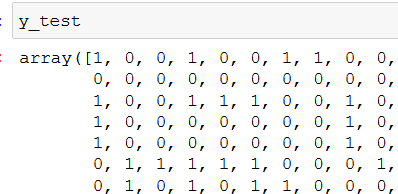 y_test
array([1, 0, 0, 1, 0, 0, 1, 1, 0, 0,
0, 0, 0, 0, 0, 0, 0, 0, 0, 0,
1, 0, 0, 1, 1, 1, 0, 0, 1, 0,
1, 0, 0, 0, 0, 0, 0, 0, 1, 0,
1, 0, 0, 0, 0, 0, 0, 0, 1, 0,
0, 1, 1, 1, 1, 1, 0, 0, 0, 1,
0, 1, 0, 1, 0, 1, 1, 0, 0, 0,